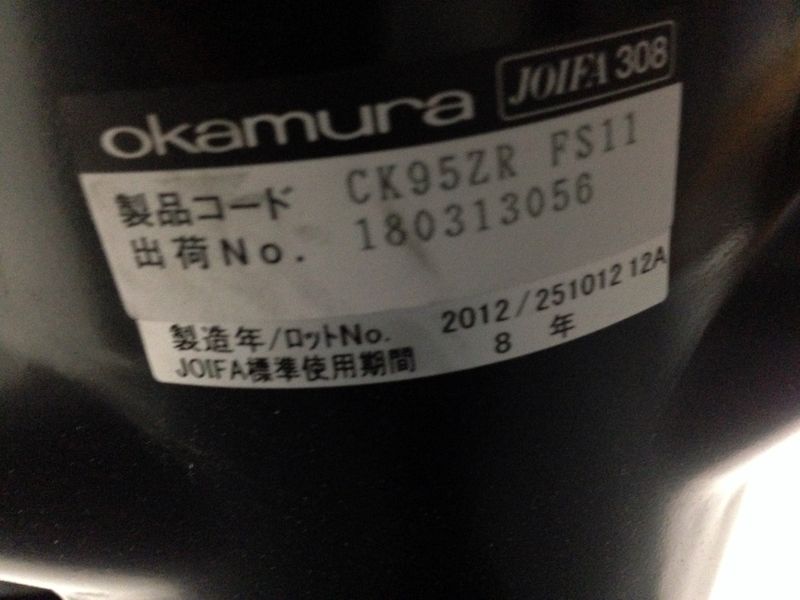 okamura JOIFA 308
製品コード CK95ZR FS11
出荷No. 180313056
製造年/ロットNo. 2012/251012 12A
JOIFA標準使用期間 8 年